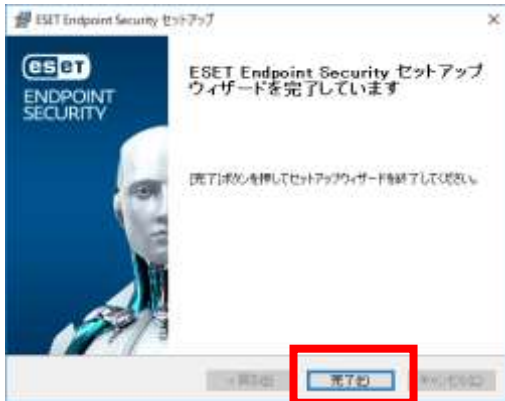 ESET Endpoint Security セットアップ
eset
ENDPOINT
SECURITY
ESET Endpoint Security セットアップ
ウィザードを完了しています
[完了]ボタンを押してセットアップウィザードを終了してください。
< 戻る(B)
完了(F)
キャンセル(C)